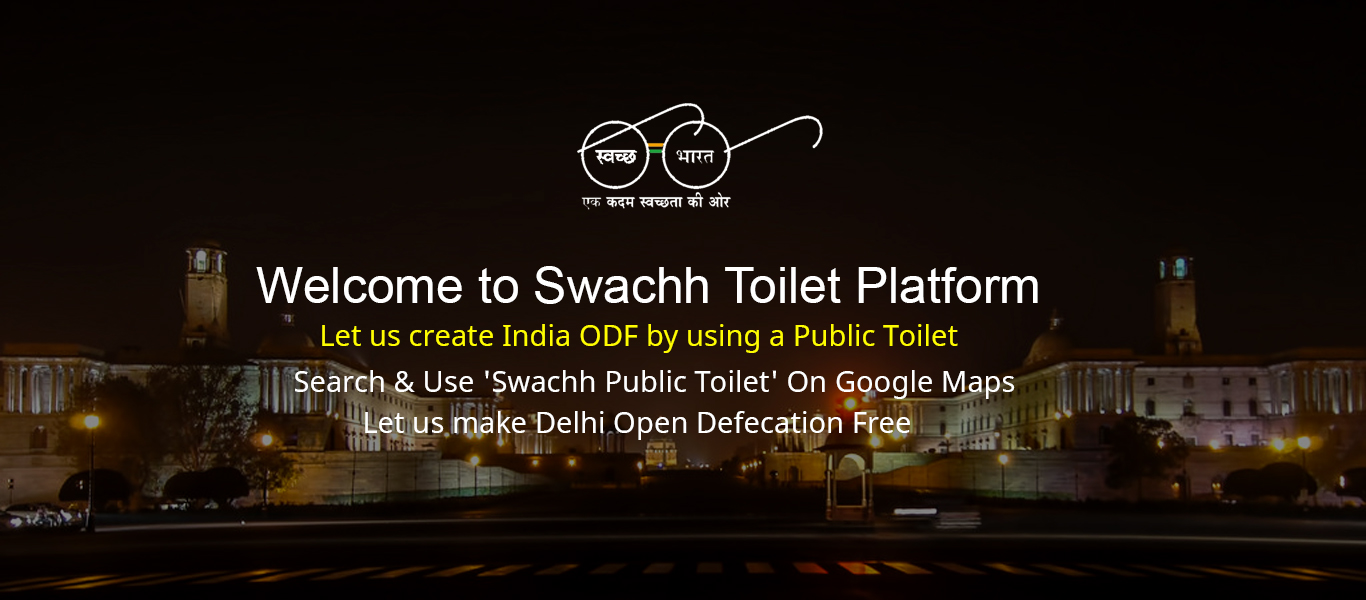 स्वच्छ भारत
एक कदम स्वच्छता की ओर
Welcome to Swachh Toilet Platform
Let us create India ODF by using a Public Toilet
Search & Use 'Swachh Public Toilet' On Google Maps
Let us make Delhi Open Defecation Free